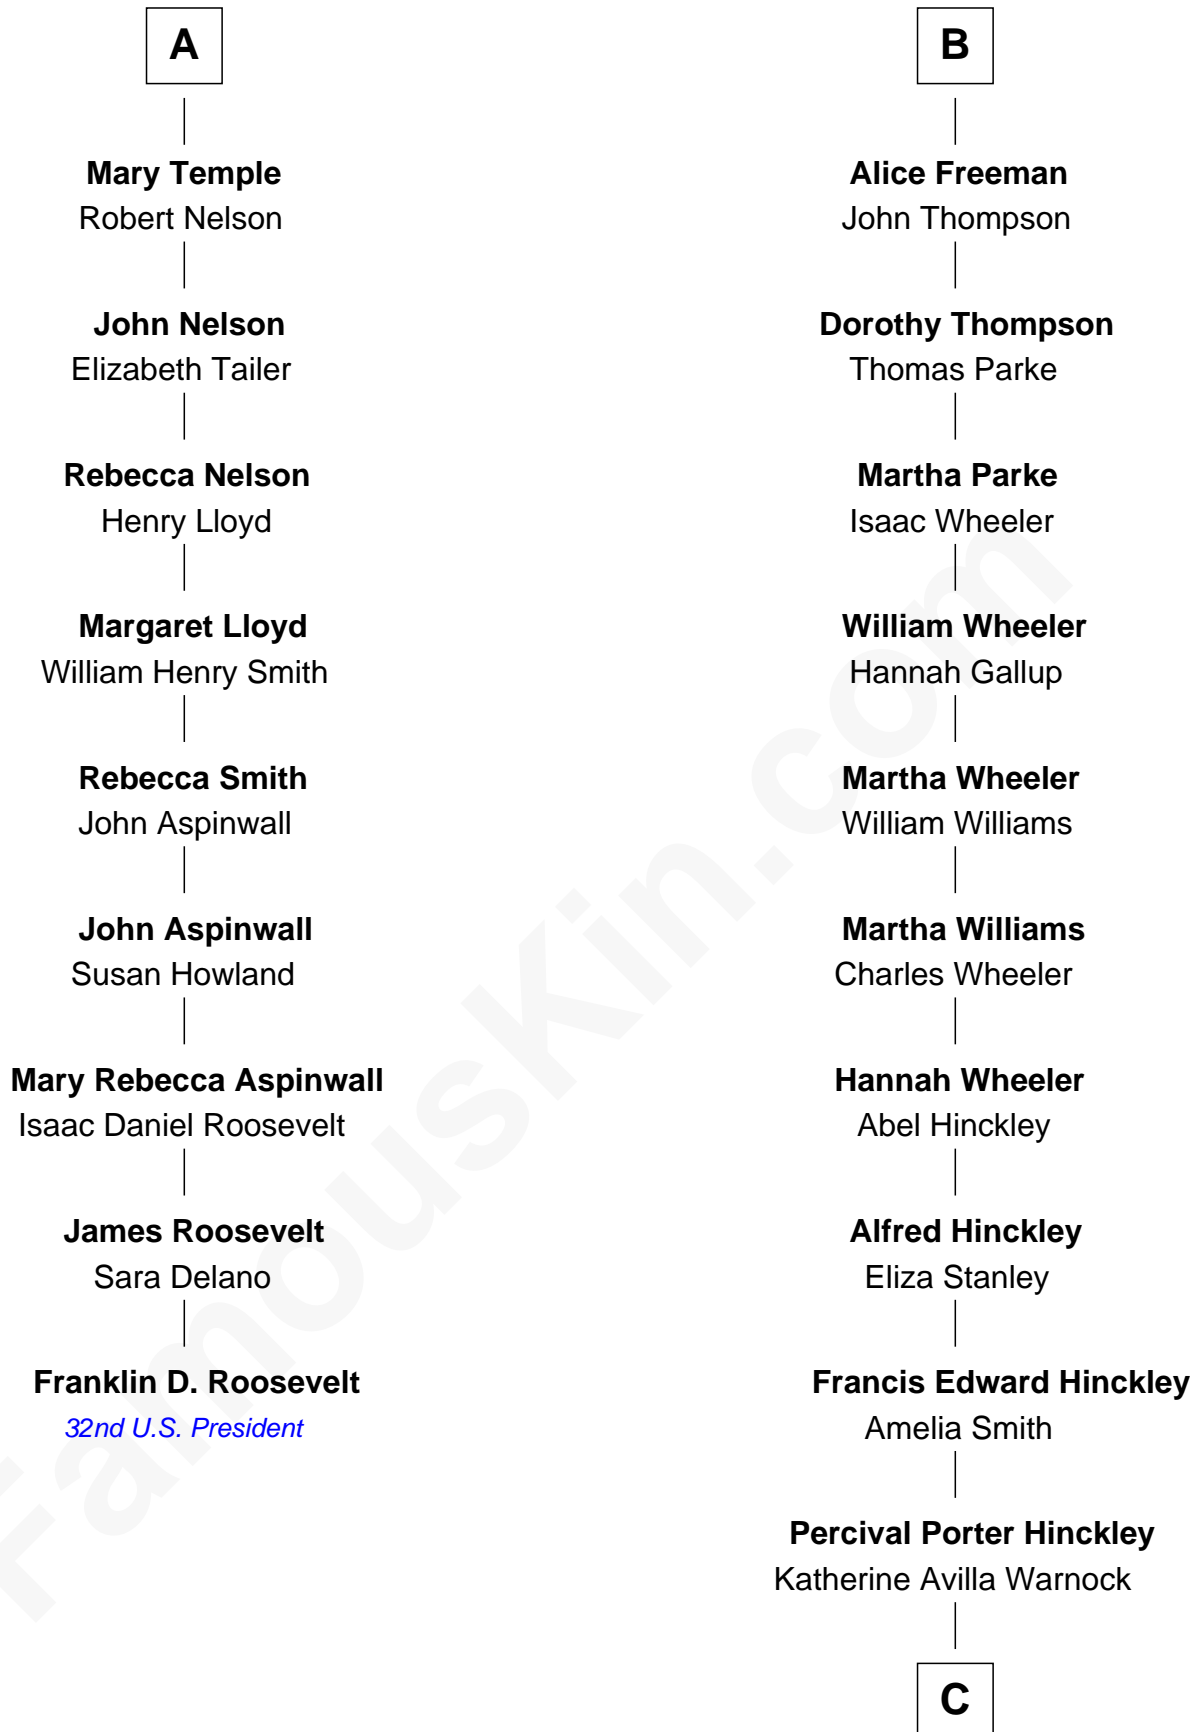 A
Mary Temple
Robert Nelson
John Nelson
Elizabeth Tailer
Rebecca Nelson
Henry Lloyd
Margaret Lloyd
William Henry Smith
Rebecca Smith
John Aspinwall
John Aspinwall
Susan Howland
Mary Rebecca Aspinwall
Isaac Daniel Roosevelt
James Roosevelt
Sara Delano
Franklin D. Roosevelt
32nd U.S. President
B
Alice Freeman
John Thompson
Dorothy Thompson
Thomas Parke
Martha Parke
Isaac Wheeler
William Wheeler
Hannah Gallup
Martha Wheeler
William Williams
Martha Williams
Charles Wheeler
Hannah Wheeler
Abel Hinckley
Alfred Hinckley
Eliza Stanley
Francis Edward Hinckley
Amelia Smith
Percival Porter Hinckley
Katherine Avilla Warnock
C
FamousKin.com